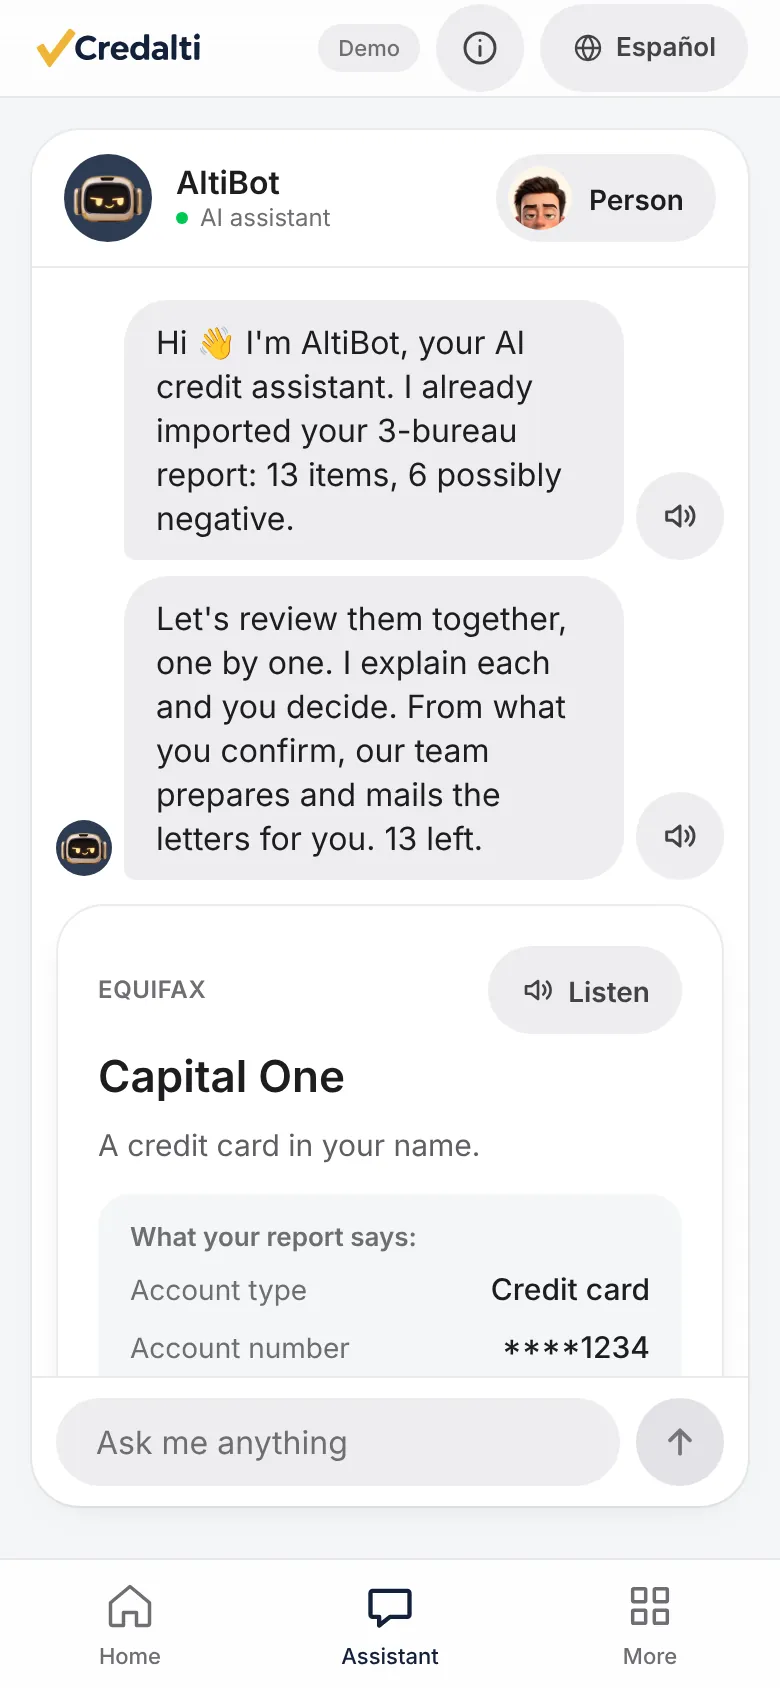 Credalti
Demo
Español
AltiBot
AI assistant
Person
Hi 👋 I'm AltiBot, your AI
credit assistant. I already
imported your 3-bureau
report: 13 items, 6 possibly
negative.
Let's review them together,
one by one. I explain each
and you decide. From what
you confirm, our team
prepares and mails the
letters for you. 13 left.
EQUIFAX
Listen
Capital One
A credit card in your name.
What your report says:
Account type Credit card
Account number ****1234
Ask me anything
Home
Assistant
More